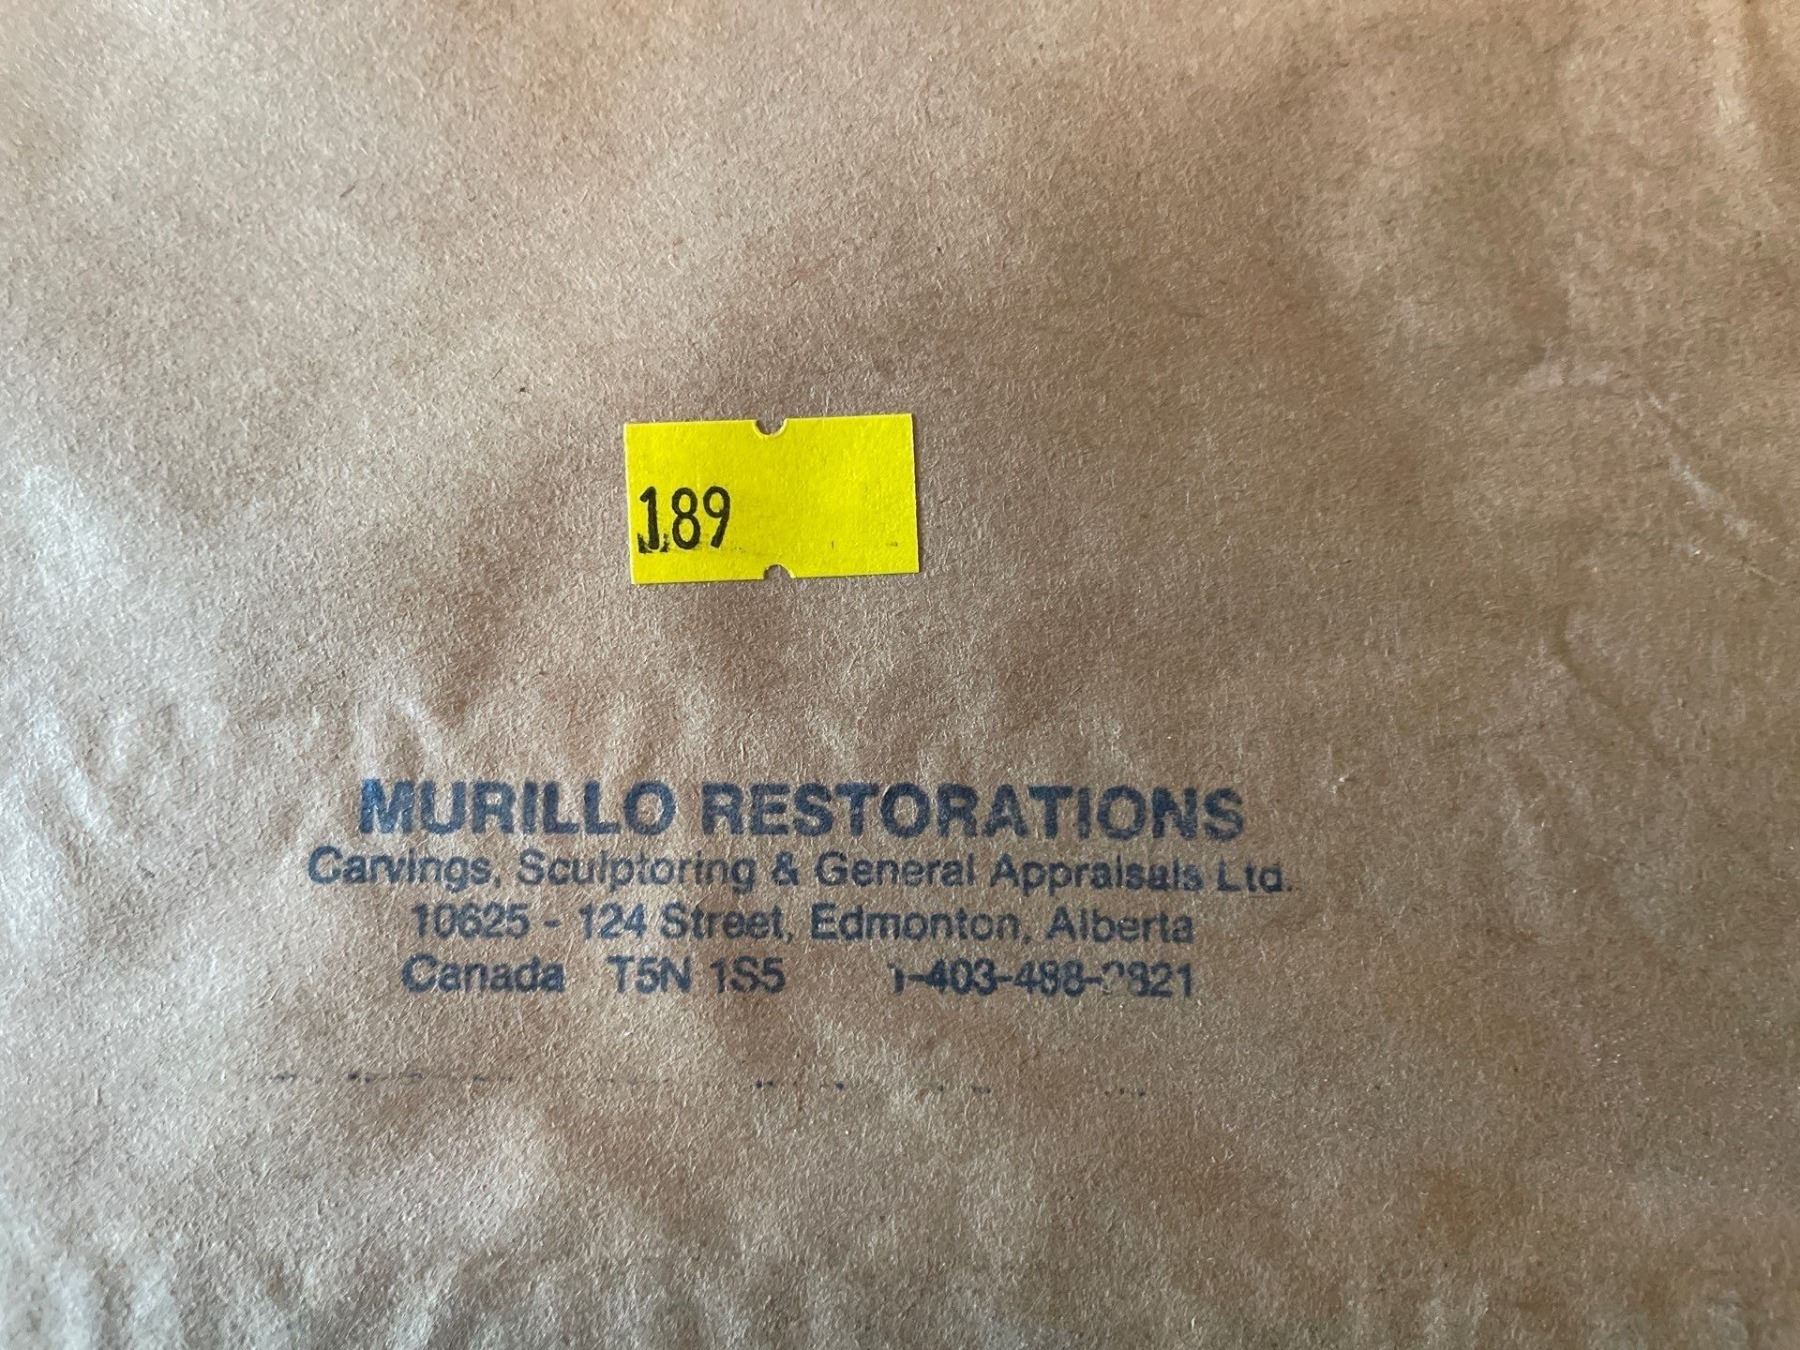 189
MURILLO RESTORATIONS
Carvings, Sculptoring & General Appraisals Ltd.
10625 - 124 Street, Edmonton, Alberta
Canada T5N 1S5